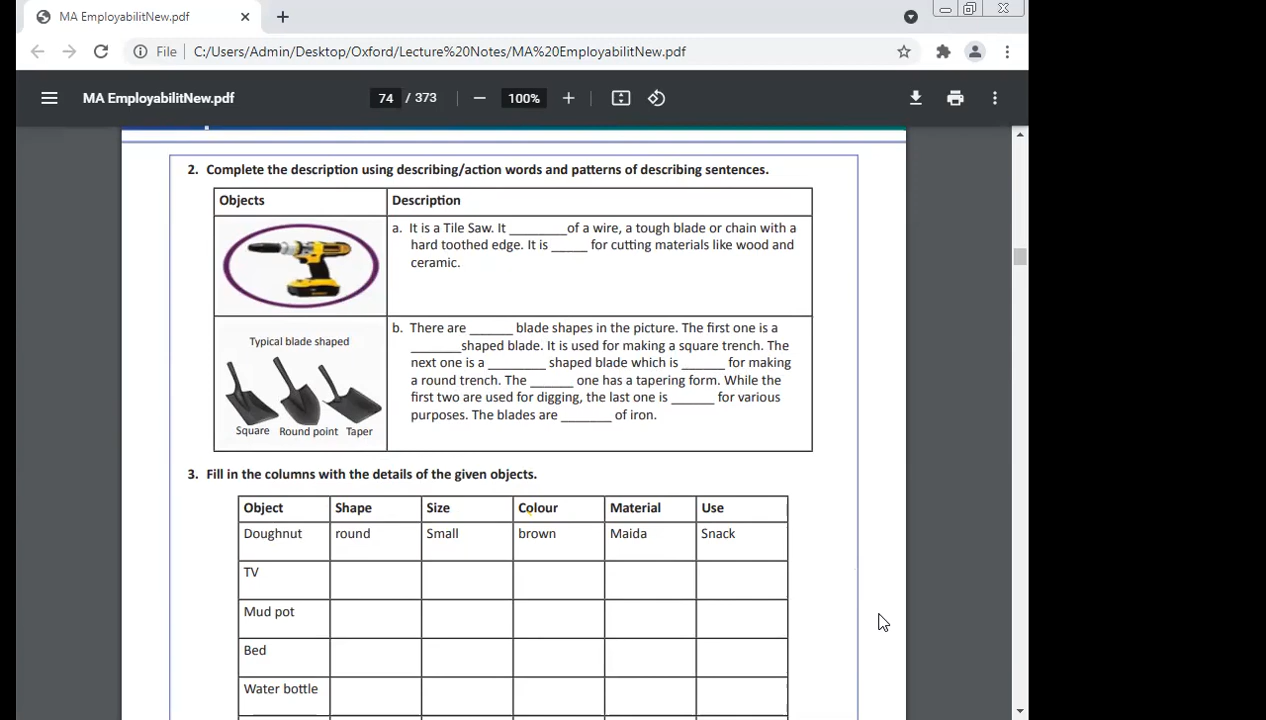 MA EmployabilitNew.pdf
File C:/Users/Admin/Desktop/Oxford/Lecture%20Notes/MA%20EmployabilitNew.pdf
MA EmployabilitNew.pdf 74 / 373 100%
2. Complete the description using describing/action words and patterns of describing sentences.
Objects Description
a. It is a Tile Saw. It ________of a wire, a tough blade or chain with a
hard toothed edge. It is _____ for cutting materials like wood and
ceramic.
Typical blade shaped
Square Round point Taper
b. There are ______ blade shapes in the picture. The first one is a
_______shaped blade. It is used for making a square trench. The
next one is a ________ shaped blade which is ______ for making
a round trench. The ______ one has a tapering form. While the
first two are used for digging, the last one is ______ for various
purposes. The blades are _______ of iron.
3. Fill in the columns with the details of the given objects.
Object Shape Size Colour Material Use
Doughnut round Small brown Maida Snack
TV
Mud pot
Bed
Water bottle